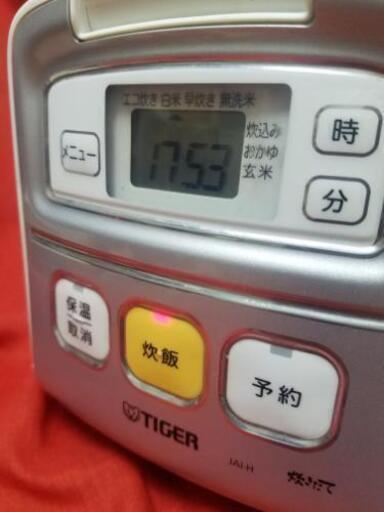 エコ炊き 白米 早炊き 無洗米
メニュー
17:53
炊込み
おかゆ
玄米
時
分
保温
取消
炊飯
予約
TIGER
JAI-H
炊きたて